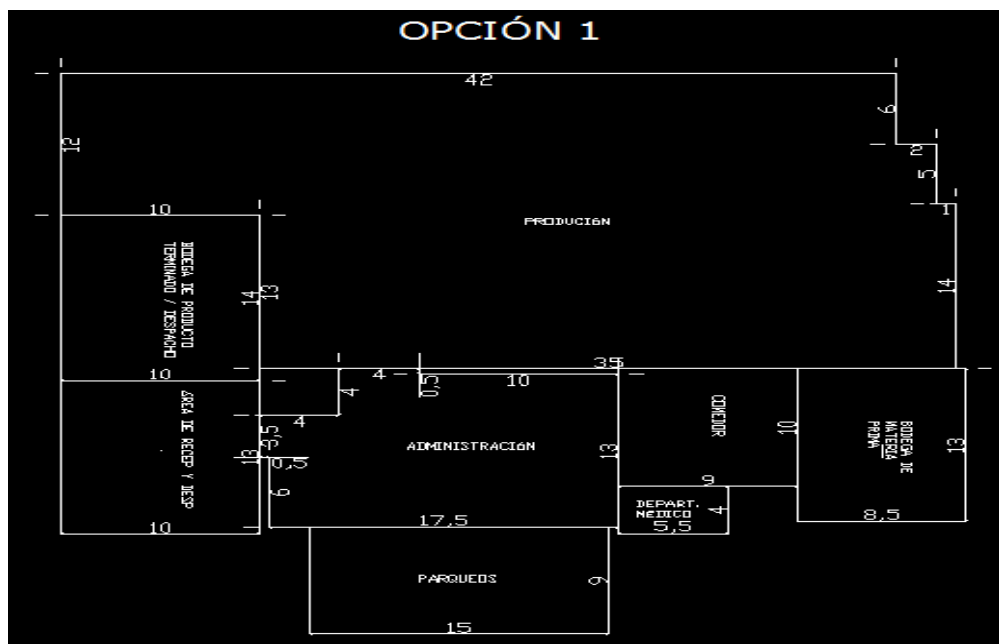 OPCIÓN 1
42
6
12
2
5
10
1
PRODUCIóN
BODEGA DE PRODUCTO
TERMINADO / DESPACHO
14
13
14
35
10
4
4
0,5
10
4
ÁREA DE RECEP Y DESP
13
3,5
0,5
6
ADMINISTRACIóN
13
COMEDOR
10
BODEGA DE
MATERIA
PRIMA
13
9
DEPART.
MEDICO
4
5,5
8,5
10
17,5
PARQUEOS
9
15